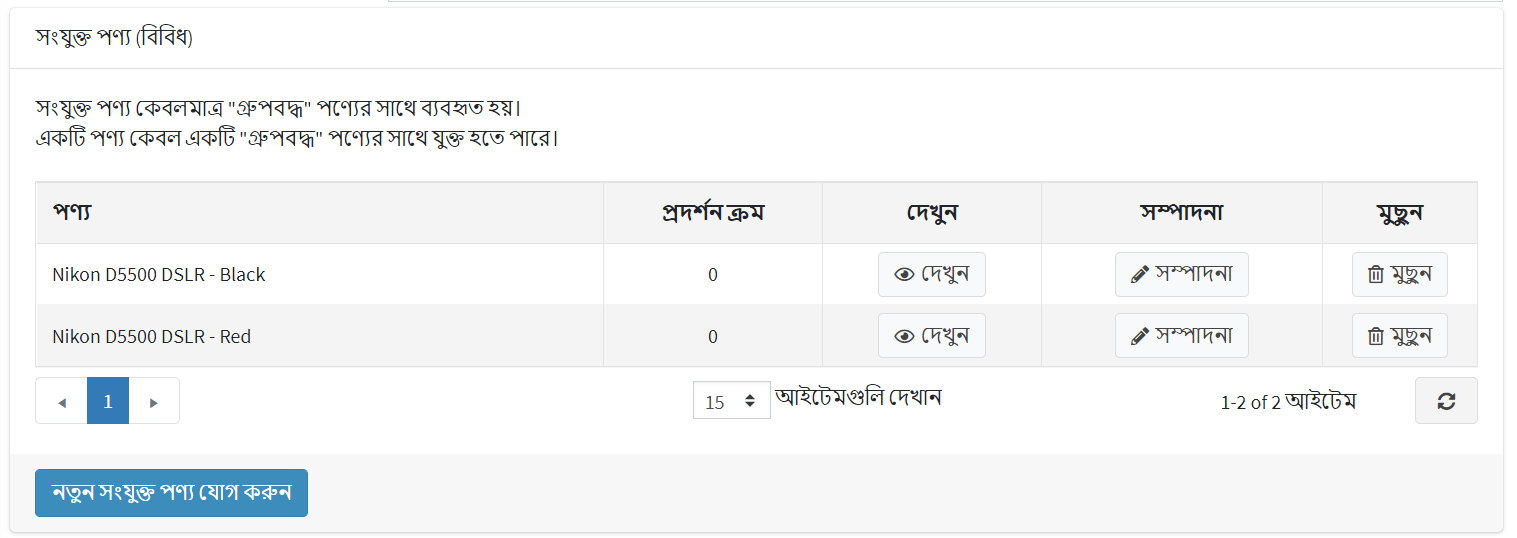 সংযুক্ত পণ্য (বিবিধ)
সংযুক্ত পণ্য কেবলমাত্র "গ্রুপবদ্ধ" পণ্যের সাথে ব্যবহৃত হয়।
একটি পণ্য কেবল একটি "গ্রুপবদ্ধ" পণ্যের সাথে যুক্ত হতে পারে।
পণ্য প্রদর্শন ক্রম দেখুন সম্পাদনা মুছুন
Nikon D5500 DSLR - Black 0 দেখুন সম্পাদনা মুছুন
Nikon D5500 DSLR - Red 0 দেখুন সম্পাদনা মুছুন
1 15 আইটেমগুলি দেখান 1-2 of 2 আইটেম
নতুন সংযুক্ত পণ্য যোগ করুন